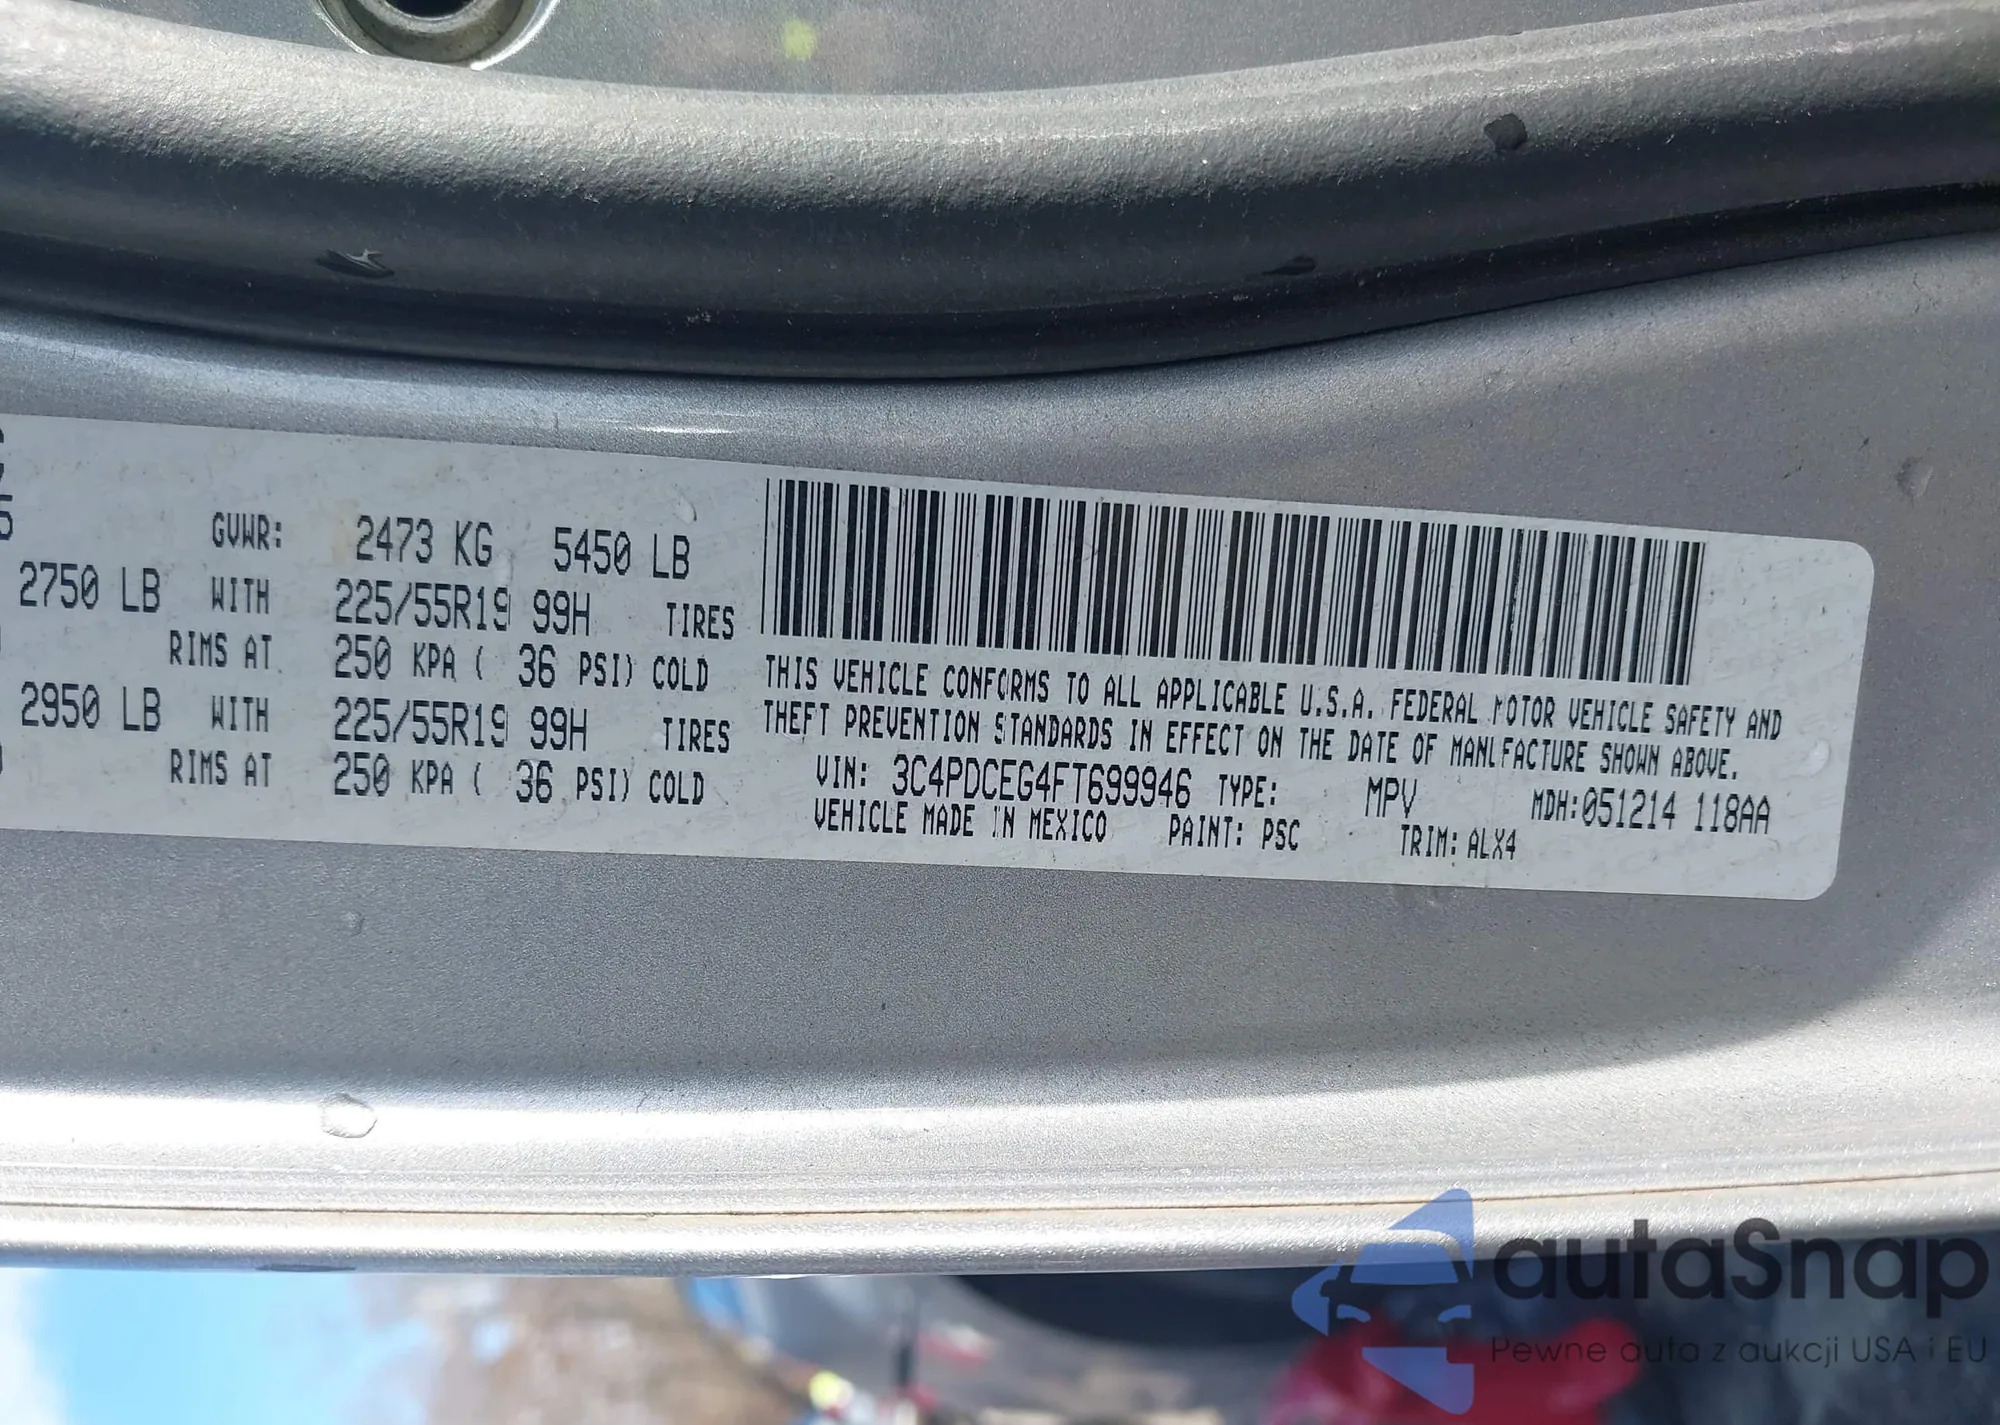 GVWR: 2473 KG 5450 LB
2750 LB WITH 225/55R19 99H TIRES
RIMS AT 250 KPA ( 36 PSI) COLD
2950 LB WITH 225/55R19 99H TIRES
RIMS AT 250 KPA ( 36 PSI) COLD
THIS VEHICLE CONFORMS TO ALL APPLICABLE U.S.A. FEDERAL MOTOR VEHICLE SAFETY AND
THEFT PREVENTION STANDARDS IN EFFECT ON THE DATE OF MANUFACTURE SHOWN ABOVE.
VIN: 3C4PDCEG4FT699946 TYPE: MPV MDH:051214 118AA
VEHICLE MADE IN MEXICO PAINT: PSC TRIM: ALX4
autaSnap
Pewne auta z aukcji USA i EU